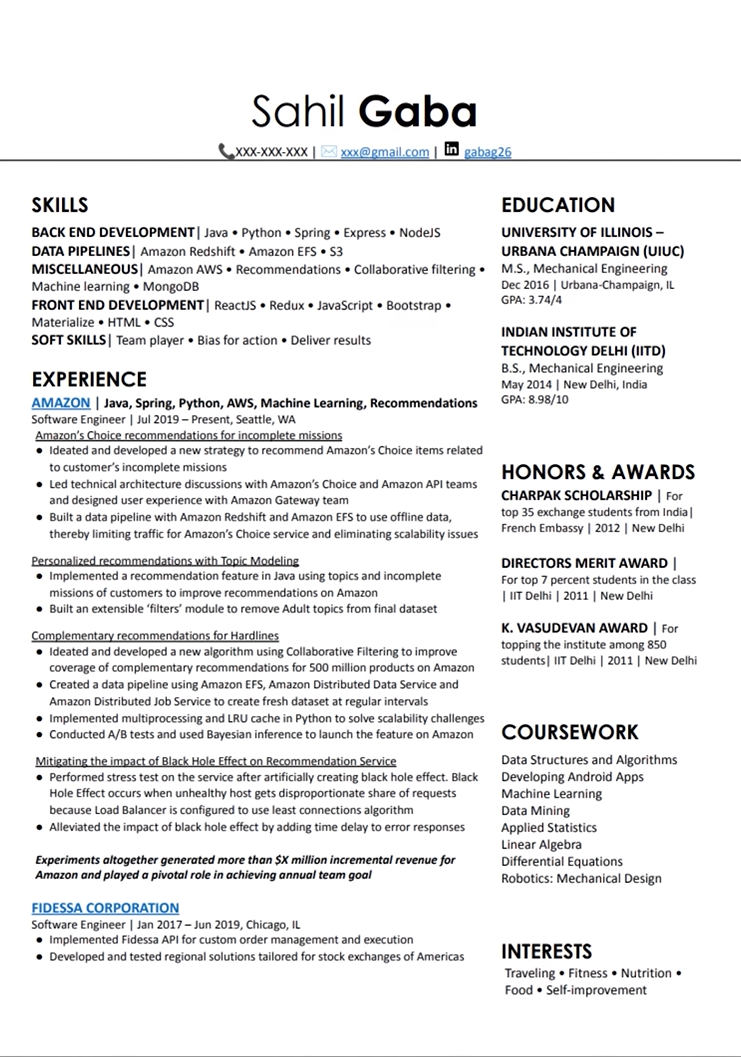 Sahil Gaba
XXX-XXX-XXX | xxx@gmail.com | in gabag26
SKILLS
BACK END DEVELOPMENT| Java • Python • Spring • Express • NodeJS
DATA PIPELINES| Amazon Redshift • Amazon EFS • S3
MISCELLANEOUS| Amazon AWS • Recommendations • Collaborative filtering •
Machine learning • MongoDB
FRONT END DEVELOPMENT| ReactJS • Redux • JavaScript • Bootstrap •
Materialize • HTML • CSS
SOFT SKILLS| Team player • Bias for action • Deliver results
EXPERIENCE
AMAZON | Java, Spring, Python, AWS, Machine Learning, Recommendations
Software Engineer | Jul 2019 – Present, Seattle, WA
Amazon's Choice recommendations for incomplete missions
● Ideated and developed a new strategy to recommend Amazon's Choice items related
to customer's incomplete missions
● Led technical architecture discussions with Amazon's Choice and Amazon API teams
and designed user experience with Amazon Gateway team
● Built a data pipeline with Amazon Redshift and Amazon EFS to use offline data,
thereby limiting traffic for Amazon's Choice service and eliminating scalability issues
Personalized recommendations with Topic Modeling
● Implemented a recommendation feature in Java using topics and incomplete
missions of customers to improve recommendations on Amazon
● Built an extensible 'filters' module to remove Adult topics from final dataset
Complementary recommendations for Hardlines
● Ideated and developed a new algorithm using Collaborative Filtering to improve
coverage of complementary recommendations for 500 million products on Amazon
● Created a data pipeline using Amazon EFS, Amazon Distributed Data Service and
Amazon Distributed Job Service to create fresh dataset at regular intervals
● Implemented multiprocessing and LRU cache in Python to solve scalability challenges
● Conducted A/B tests and used Bayesian inference to launch the feature on Amazon
Mitigating the impact of Black Hole Effect on Recommendation Service
● Performed stress test on the service after artificially creating black hole effect. Black
Hole Effect occurs when unhealthy host gets disproportionate share of requests
because Load Balancer is configured to use least connections algorithm
● Alleviated the impact of black hole effect by adding time delay to error responses
Experiments altogether generated more than $X million incremental revenue for
Amazon and played a pivotal role in achieving annual team goal
FIDESSA CORPORATION
Software Engineer | Jan 2017 – Jun 2019, Chicago, IL
● Implemented Fidessa API for custom order management and execution
● Developed and tested regional solutions tailored for stock exchanges of Americas
EDUCATION
UNIVERSITY OF ILLINOIS –
URBANA CHAMPAIGN (UIUC)
M.S., Mechanical Engineering
Dec 2016 | Urbana-Champaign, IL
GPA: 3.74/4
INDIAN INSTITUTE OF
TECHNOLOGY DELHI (IITD)
B.S., Mechanical Engineering
May 2014 | New Delhi, India
GPA: 8.98/10
HONORS & AWARDS
CHARPAK SCHOLARSHIP | For
top 35 exchange students from India|
French Embassy | 2012 | New Delhi
DIRECTORS MERIT AWARD |
For top 7 percent students in the class
| IIT Delhi | 2011 | New Delhi
K. VASUDEVAN AWARD | For
topping the institute among 850
students| IIT Delhi | 2011 | New Delhi
COURSEWORK
Data Structures and Algorithms
Developing Android Apps
Machine Learning
Data Mining
Applied Statistics
Linear Algebra
Differential Equations
Robotics: Mechanical Design
INTERESTS
Traveling • Fitness • Nutrition •
Food • Self-improvement